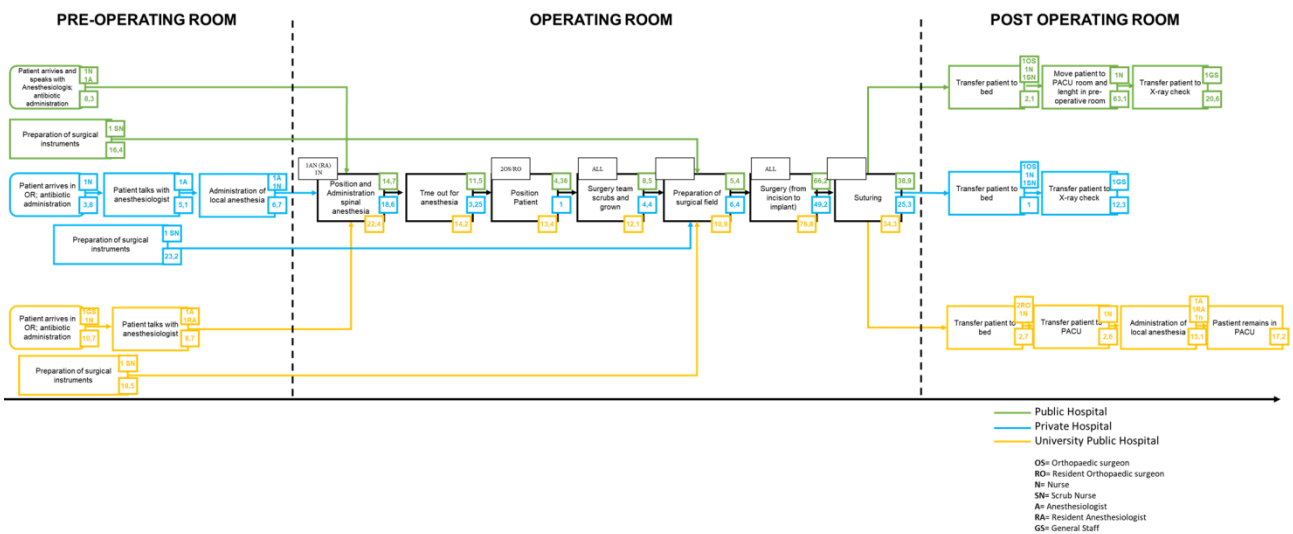 PRE-OPERATING ROOM
OPERATING ROOM
POST OPERATING ROOM
Patient arrivies and
speaks with
Anesthesiologis;
antibiotic
administration
1N
1A
8,3
Preparation of surgical
instruments
1 SN
16,4
Patient arrives in
OR; antibiotic
administration
1N
3,8
Patient talks with
anesthesiologist
1A
5,1
Administration of
local anesthesia
1A
1N
6,7
Preparation of surgical
instruments
1 SN
23,2
Patient arrives in
OR; antibiotic
administration
1GS
1N
10,7
Patient talks with
anesthesiologist
1A
1RA
8,7
Preparation of surgical
instruments
1 SN
18,5
1AN (RA)
1N
Position and
Administration
spinal
anesthesia
14,7
18,6
22,4
Tme out for
anesthesia
11,5
3,25
14,2
2OS/RO
Position
Patient
4,36
1
13,4
ALL
Surgery team
scrubs and
grown
8,5
4,4
12,1
Preparation of
surgical field
5,4
6,4
10,9
ALL
Surgery (from
incision to
implant)
66,2
49,2
76,8
Suturing
38,9
25,3
34,3
Transfer patient to
bed
1OS
1N
1SN
2,1
Move patient to
PACU room and
lenght in pre-
operative room
1N
63,1
Transfer patient to
X-ray check
1GS
20,6
Transfer patient to
bed
1OS
1N
1SN
1
Transfer patient to
X-ray check
1GS
12,3
Transfer patient to
bed
2RO
1N
2,7
Transfer patient to
PACU
1N
2,6
Administration of
local anesthesia
1A
1RA
1n
15,1
Pastient remains in
PACU
17,2
Public Hospital
Private Hospital
University Public Hospital
OS= Orthopaedic surgeon
RO= Resident Orthopaedic surgeon
N= Nurse
SN= Scrub Nurse
A= Anesthesiologist
RA= Resident Anesthesiologist
GS= General Staff